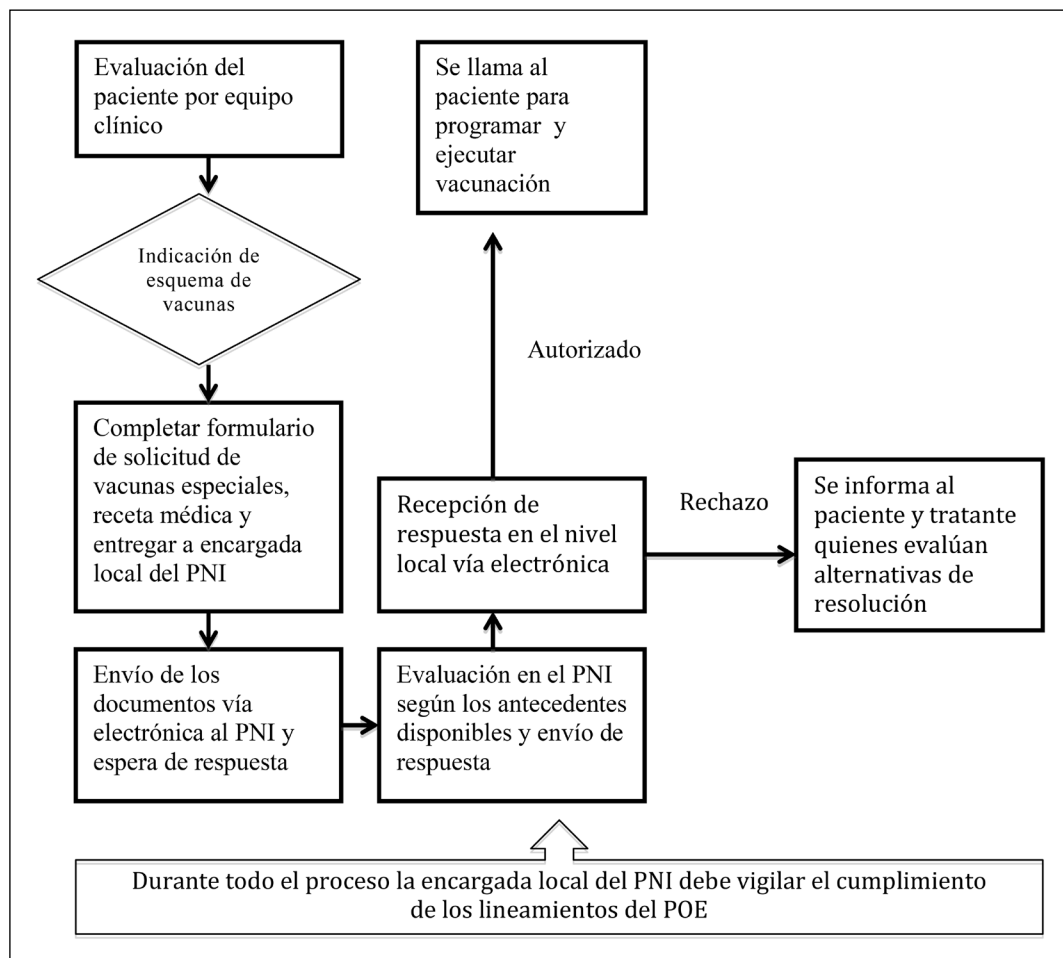 Evaluación del
paciente por equipo
clínico
Indicación de
esquema de
vacunas
Completar formulario
de solicitud de
vacunas especiales,
receta médica y
entregar a encargada
local del PNI
Envío de los
documentos vía
electrónica al PNI y
espera de respuesta
Evaluación en el PNI
según los antecedentes
disponibles y envío de
respuesta
Recepción de
respuesta en el nivel
local vía electrónica
Autorizado
Se llama al
paciente para
programar y
ejecutar
vacunación
Rechazo
Se informa al
paciente y tratante
quienes evalúan
alternativas de
resolución
Durante todo el proceso la encargada local del PNI debe vigilar el cumplimiento
de los lineamientos del POE